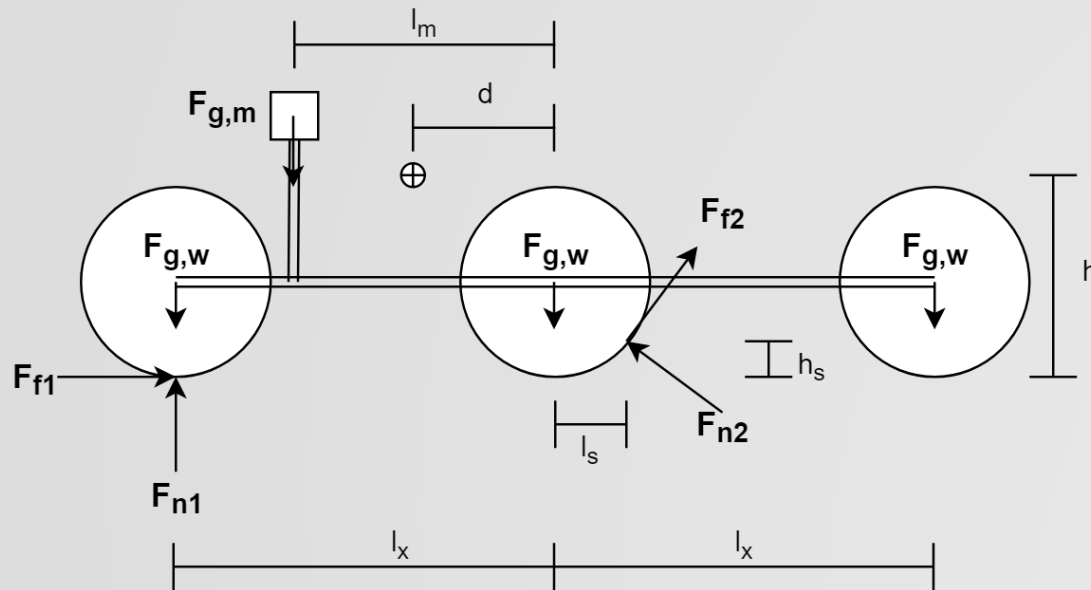 l_m
d
F_g,m
F_f2
F_g,w
F_g,w
F_g,w
h
F_f1
h_s
F_n2
l_s
F_n1
l_x
l_x